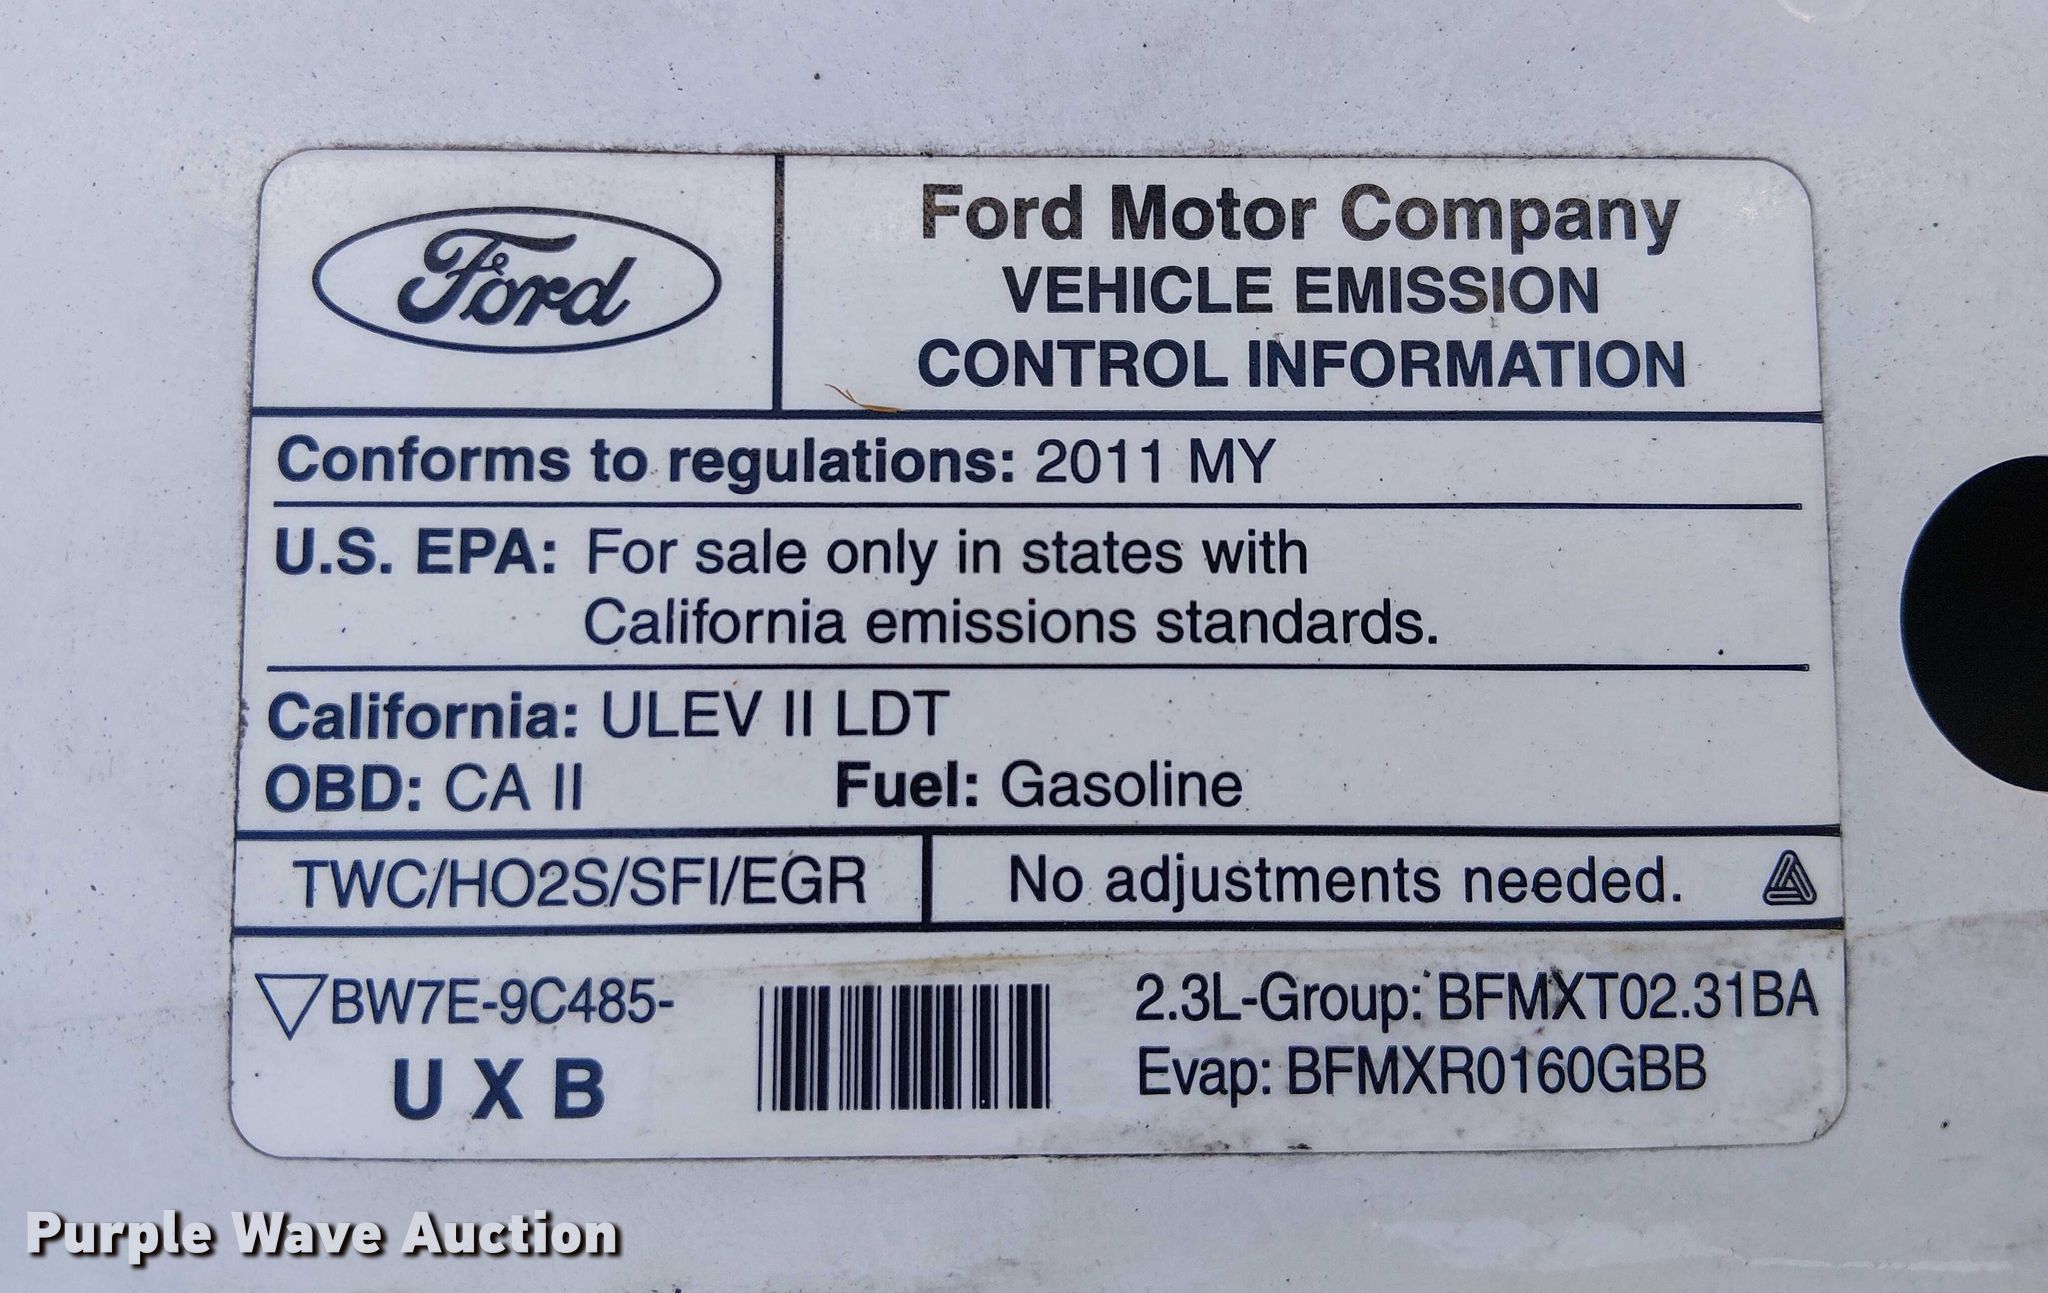 Ford
Ford Motor Company
VEHICLE EMISSION
CONTROL INFORMATION
Conforms to regulations: 2011 MY
U.S. EPA: For sale only in states with
California emissions standards.
California: ULEV II LDT
OBD: CA II Fuel: Gasoline
TWC/HO2S/SFI/EGR No adjustments needed.
BW7E-9C485-
U X B
2.3L-Group: BFMXT02.31BA
Evap: BFMXR0160GBB
Purple Wave Auction